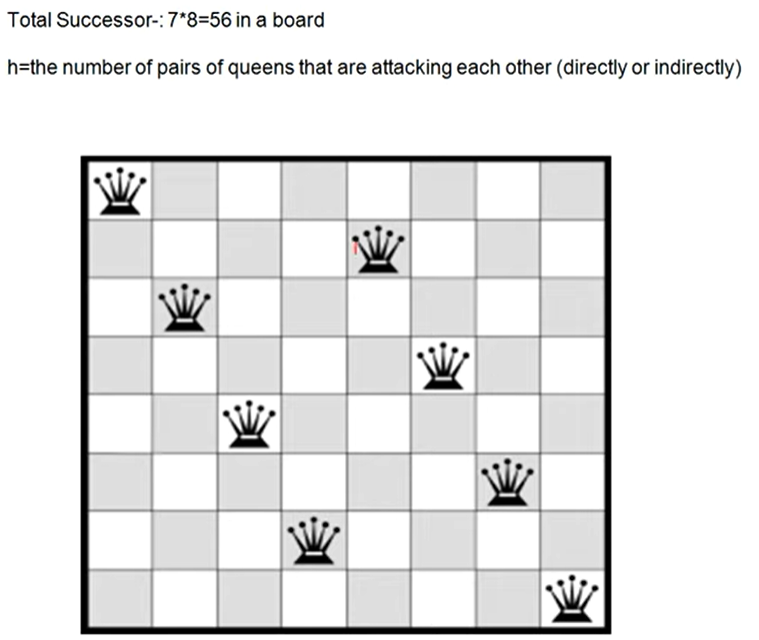 Total Successor-: 7*8=56 in a board
h=the number of pairs of queens that are attacking each other (directly or indirectly)